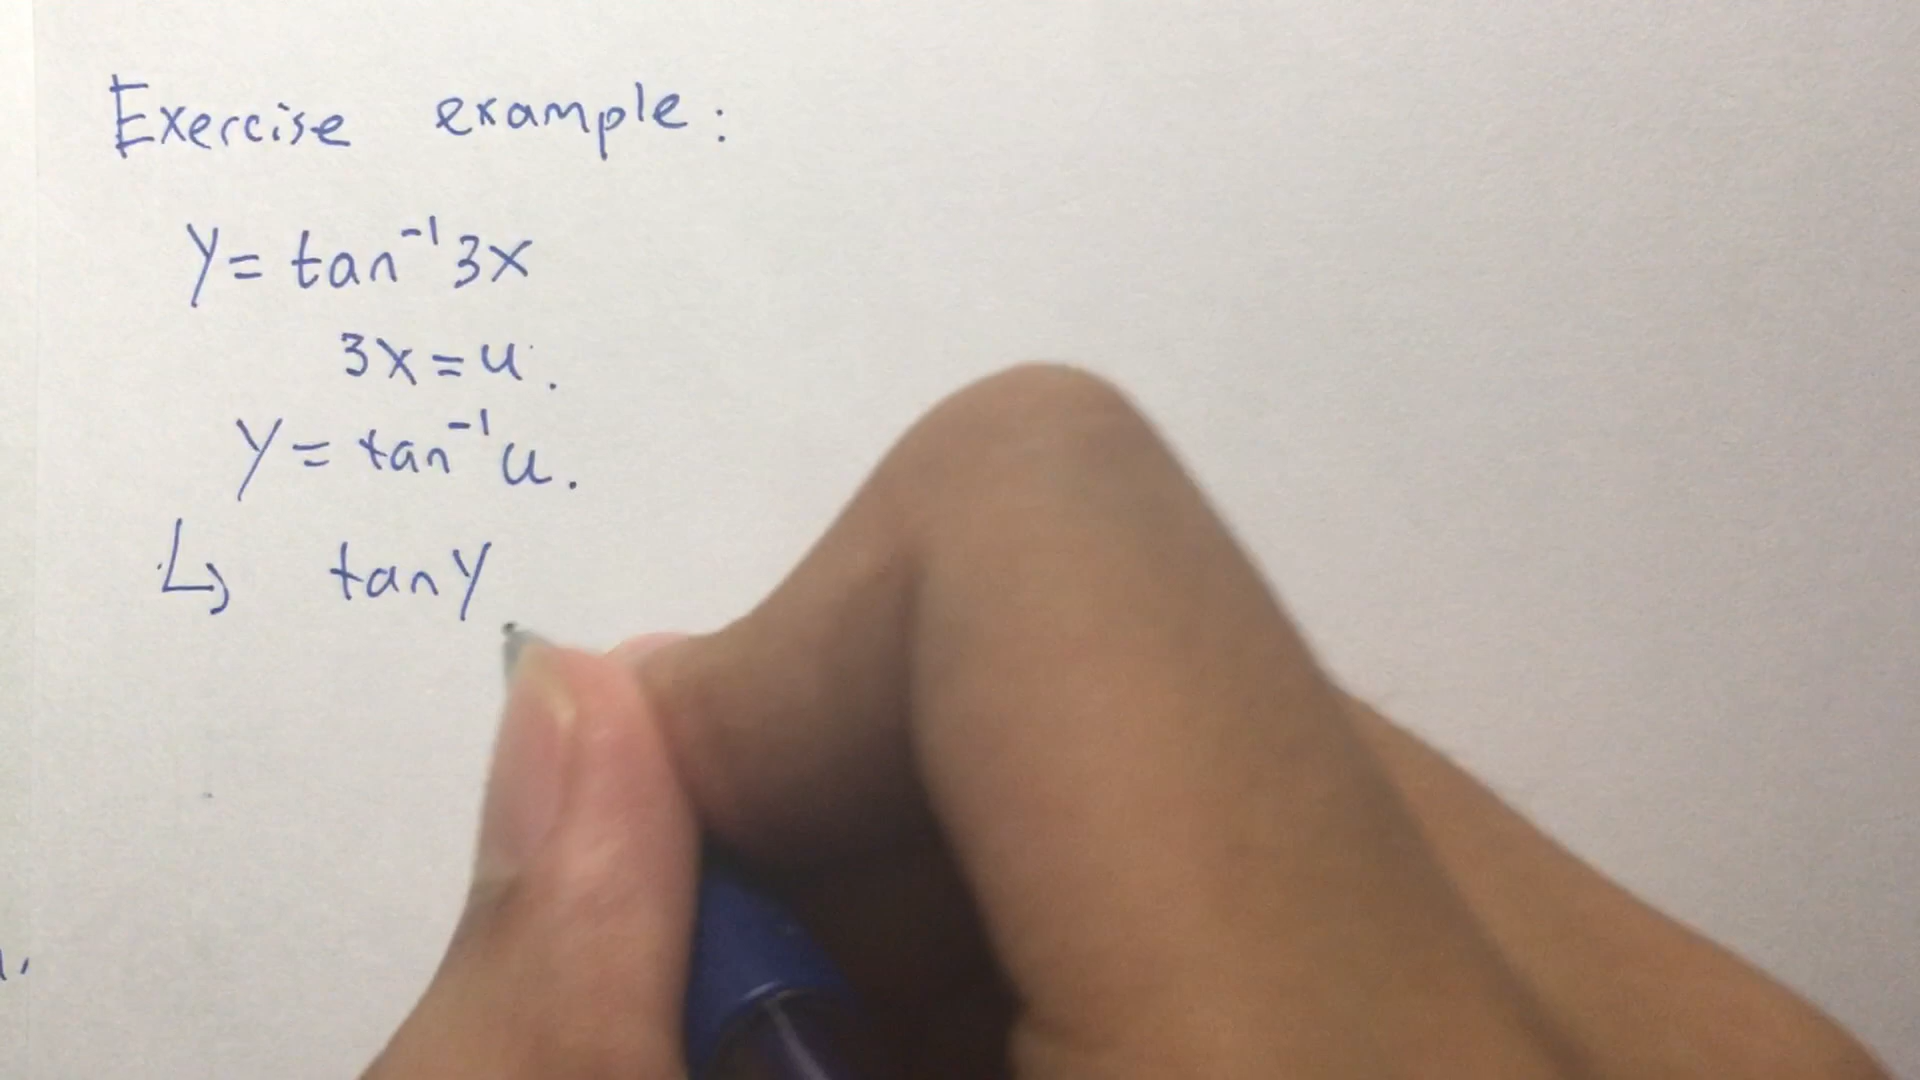 Exercise example:
y = tan⁻¹ 3x
3x = u.
y = tan⁻¹ u.
↳ tan y